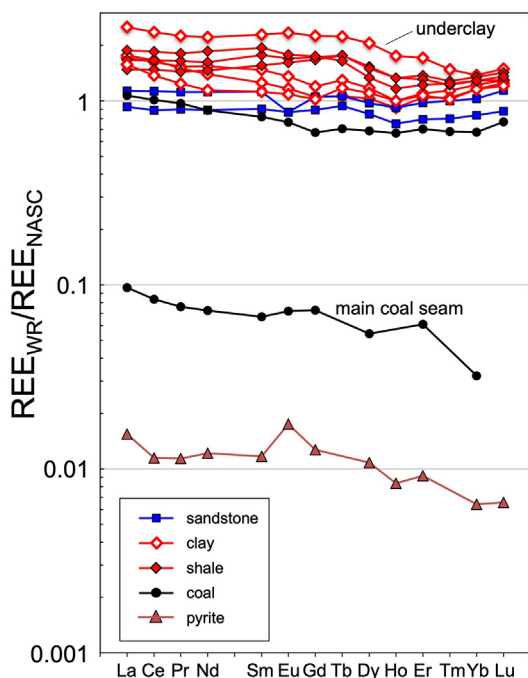 underclay
1
0.1
main coal seam
0.01
0.001
REE_WR/REE_NASC
sandstone
clay
shale
coal
pyrite
La Ce Pr Nd Sm Eu Gd Tb Dy Ho Er Tm Yb Lu